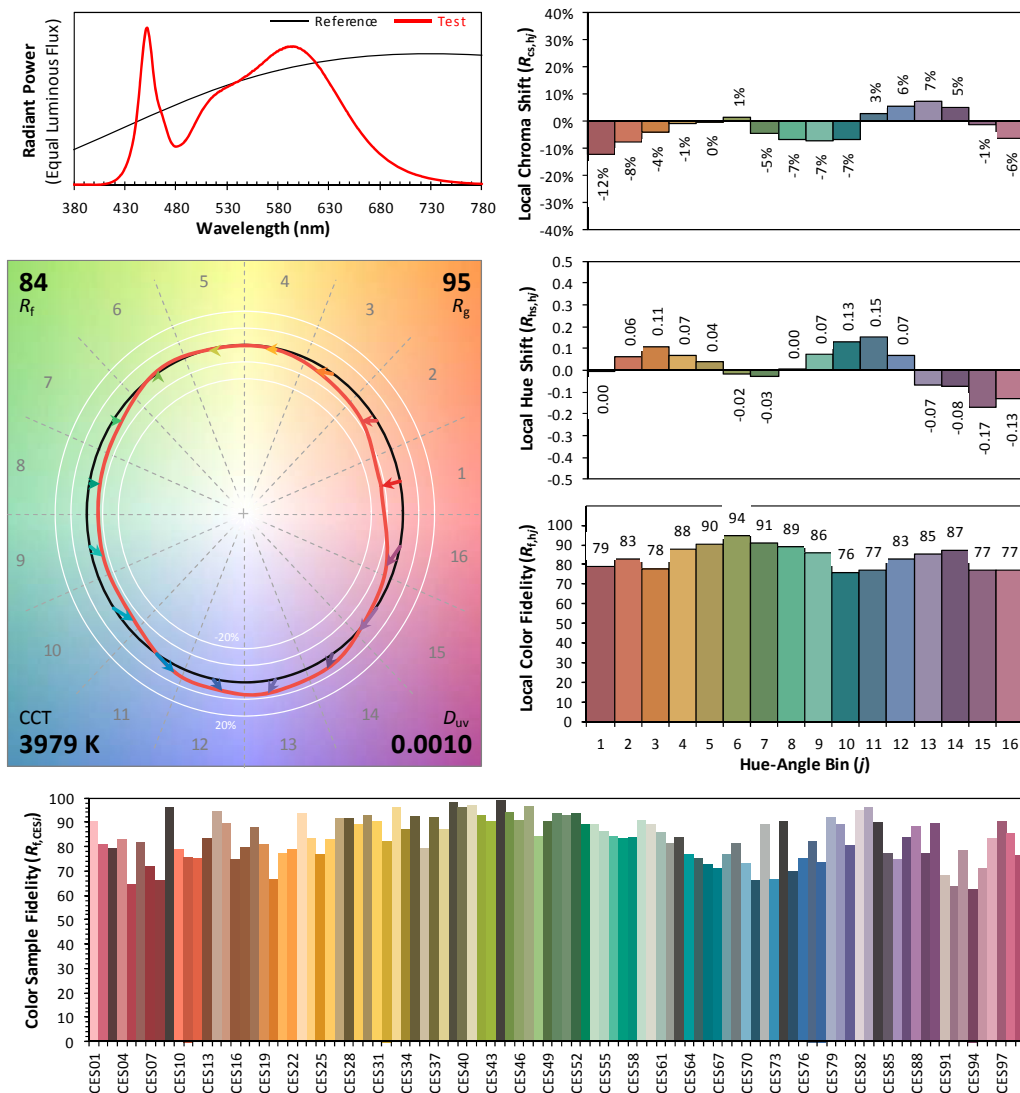 Reference Test
Radiant Power
(Equal Luminous Flux)
380 430 480 530 580 630 680 730 780
Wavelength (nm)
Local Chroma Shift (Rcs,hj)
40%
30%
20%
10%
0%
-10%
-20%
-30%
-40%
-12% -8% -4% -1% 0% 1% -5% -7% -7% -7% 3% 6% 7% 5% -1% -6%
84
Rf
95
Rg
5 4
6 3
7 2
8 1
9 16
10 15
11 14
12 13
-20%
20%
CCT
3979 K
Duv
0.0010
Local Hue Shift (Rhs,hj)
0.5
0.4
0.3
0.2
0.1
0.0
-0.1
-0.2
-0.3
-0.4
-0.5
0.00 0.06 0.11 0.07 0.04 -0.02 -0.03 0.00 0.07 0.13 0.15 0.07 -0.07 -0.08 -0.17 -0.13
Local Color Fidelity (Rf,hj)
100
90
80
70
60
50
40
30
20
10
0
79 83 78 88 90 94 91 89 86 76 77 83 85 87 77 77
1 2 3 4 5 6 7 8 9 10 11 12 13 14 15 16
Hue-Angle Bin (j)
Color Sample Fidelity (Rf,CESi)
100
90
80
70
60
50
40
30
20
10
0
CES01 CES04 CES07 CES10 CES13 CES16 CES19 CES22 CES25 CES28 CES31 CES34 CES37 CES40 CES43 CES46 CES49 CES52 CES55 CES58 CES61 CES64 CES67 CES70 CES73 CES76 CES79 CES82 CES85 CES88 CES91 CES94 CES97